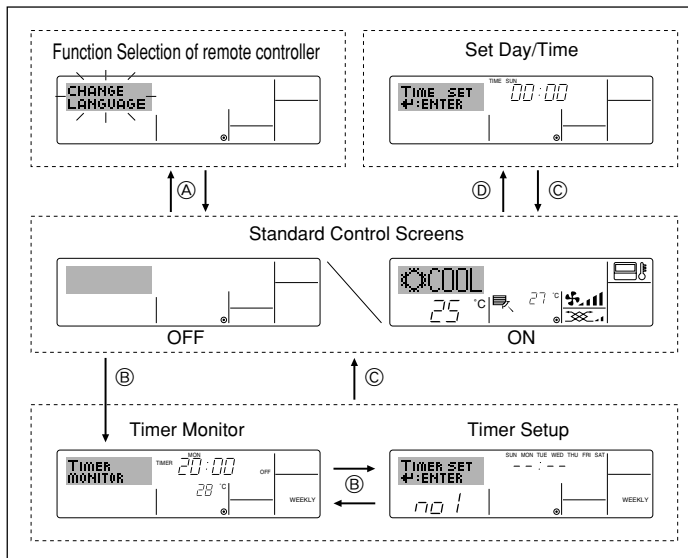 Function Selection of remote controller
CHANGE
LANGUAGE
Set Day/Time
TIME SUN
TIME SET 00:00
↵:ENTER
Ⓐ
Ⓓ Ⓒ
Standard Control Screens
COOL
25 °C 27 °C
OFF ON
Ⓑ Ⓒ
Timer Monitor
MON
TIMER TIMER 20:00 OFF
MONITOR 28 °C
WEEKLY
Ⓑ
Timer Setup
SUN MON TUE WED THU FRI SAT
TIMER SET --:--
↵:ENTER
no 1 WEEKLY